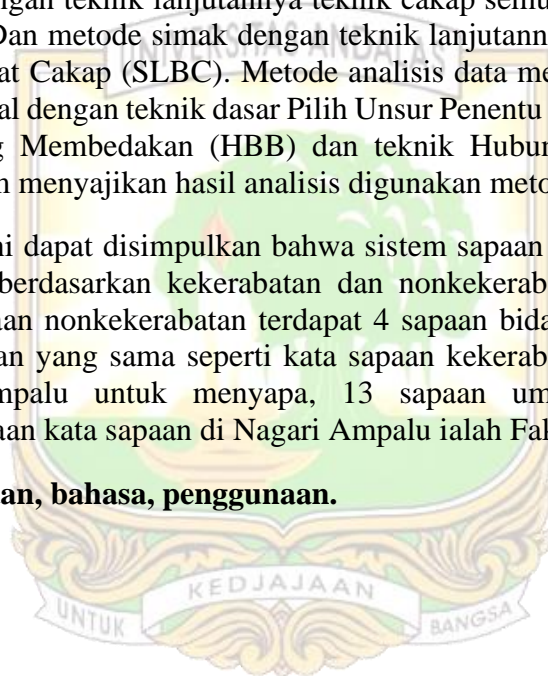 ngan teknik lanjutannya teknik cakap semu
Dan metode simak dengan teknik lanjutann
UNIVERSITAS ANDALAS
at Cakap (SLBC). Metode analisis data me
al dengan teknik dasar Pilih Unsur Penentu
g Membedakan (HBB) dan teknik Hubun
n menyajikan hasil analisis digunakan meto
ni dapat disimpulkan bahwa sistem sapaan
berdasarkan kekerabatan dan nonkekerab
aan nonkekerabatan terdapat 4 sapaan bida
an yang sama seperti kata sapaan kekerab
mpalu untuk menyapa, 13 sapaan um
aan kata sapaan di Nagari Ampalu ialah Fak
an, bahasa, penggunaan.
KEDJAJAAN
UNTUK
BANGSA